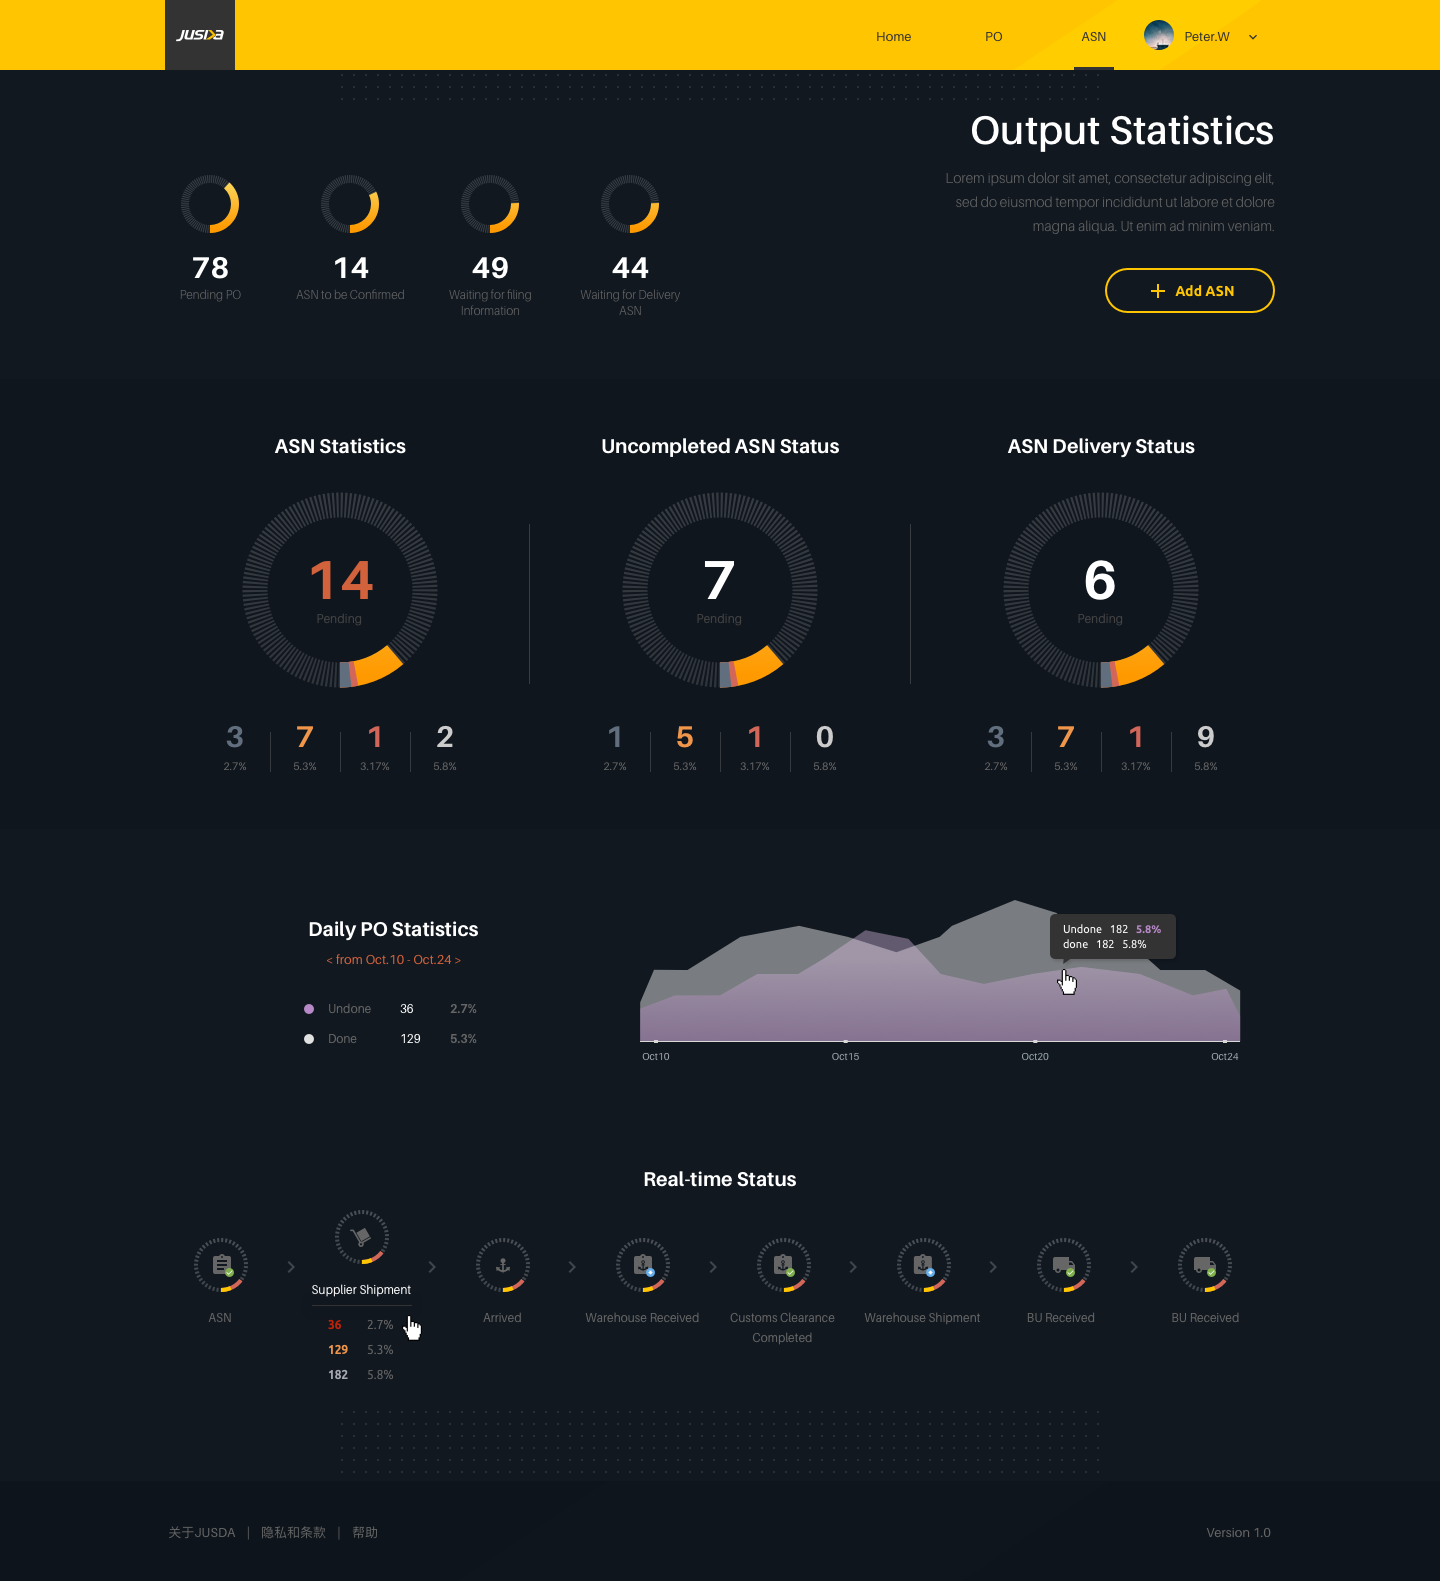 JUSDA
Home
PO
ASN
Peter.W
Output Statistics
Lorem ipsum dolor sit amet, consectetur adipiscing elit,
sed do eiusmod tempor incididunt ut labore et dolore
magna aliqua. Ut enim ad minim veniam.
Add ASN
78
Pending PO
14
ASN to be Confirmed
49
Waiting for filing
Information
44
Waiting for Delivery
ASN
ASN Statistics
14
Pending
3
2.7%
7
5.3%
1
3.17%
2
5.8%
Uncompleted ASN Status
7
Pending
1
2.7%
5
5.3%
1
3.17%
0
5.8%
ASN Delivery Status
6
Pending
3
2.7%
7
5.3%
1
3.17%
9
5.8%
Daily PO Statistics
< from Oct.10 - Oct.24 >
Undone 36 2.7%
Done 129 5.3%
Undone 182 5.8%
done 182 5.8%
Oct10
Oct15
Oct20
Oct24
Real-time Status
ASN
Supplier Shipment
36 2.7%
129 5.3%
182 5.8%
Arrived
Warehouse Received
Customs Clearance
Completed
Warehouse Shipment
BU Received
BU Received
关于JUSDA | 隐私和条款 | 帮助
Version 1.0